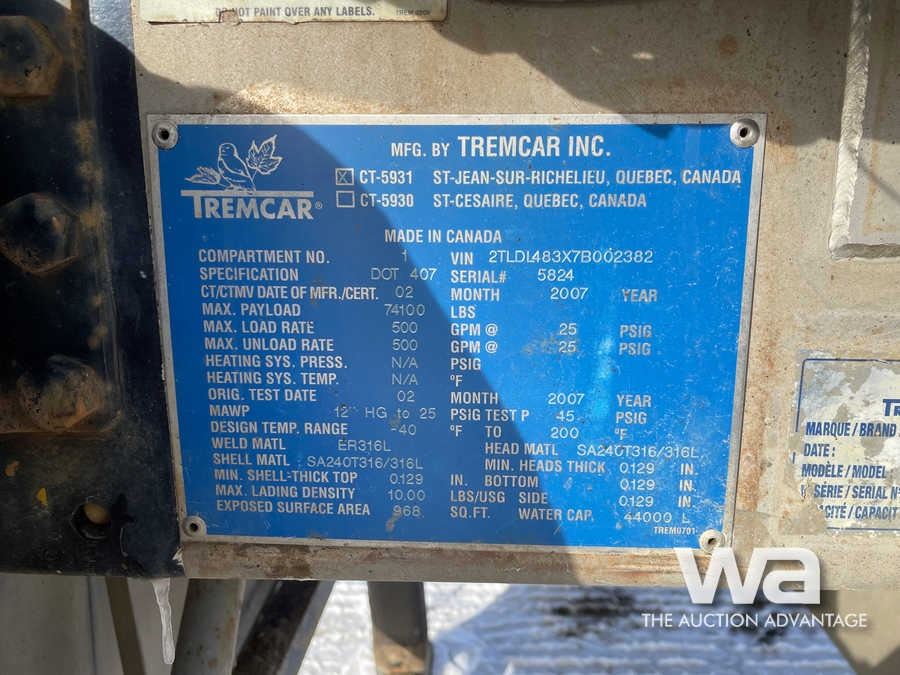 DO NOT PAINT OVER ANY LABELS.
TREMCAR®
MFG. BY TREMCAR INC.
☒ CT-5931 ST-JEAN-SUR-RICHELIEU, QUEBEC, CANADA
☐ CT-5930 ST-CESAIRE, QUEBEC, CANADA
MADE IN CANADA
COMPARTMENT NO. 1 VIN 2TLDL483X7B002382
SPECIFICATION DOT 407 SERIAL# 5824
CT/CTMV DATE OF MFR./CERT. 02 MONTH 2007 YEAR
MAX. PAYLOAD 74100 LBS
MAX. LOAD RATE 500 GPM @ 25 PSIG
MAX. UNLOAD RATE 500 GPM @ 25 PSIG
HEATING SYS. PRESS. N/A PSIG
HEATING SYS. TEMP. N/A °F
ORIG. TEST DATE 02 MONTH 2007 YEAR
MAWP 12" HG to 25 PSIG TEST P 45 PSIG
DESIGN TEMP. RANGE -40 °F TO 200 °F
WELD MATL ER316L HEAD MATL SA240T316/316L
SHELL MATL SA240T316/316L MIN. HEADS THICK 0.129 IN.
MIN. SHELL-THICK TOP 0.129 IN. BOTTOM 0.129 IN.
MAX. LADING DENSITY 10.00 LBS/USG SIDE 0.129 IN
EXPOSED SURFACE AREA 968 SQ.FT. WATER CAP. 44000 L
TREM0701
MARQUE / BRAND
DATE :
MODÈLE / MODEL
SÉRIE / SERIAL N°
wa
THE AUCTION ADVANTAGE